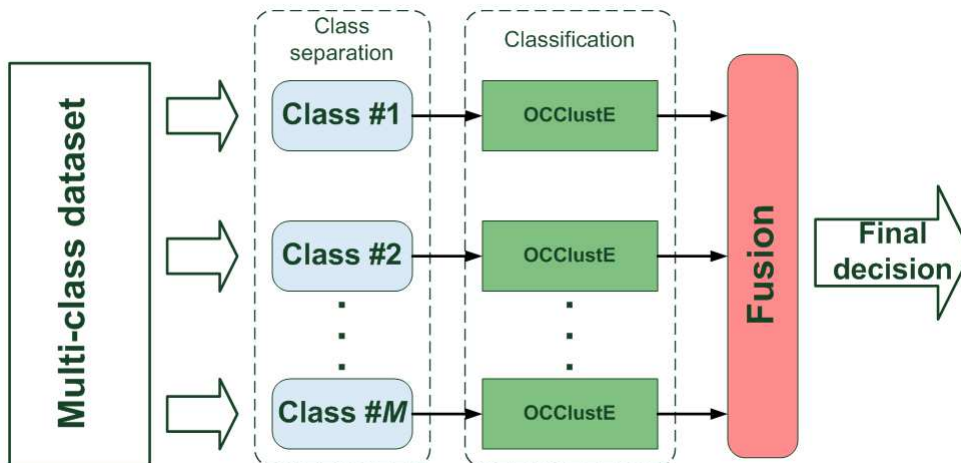 Multi-class dataset
Class
separation
Classification
Class #1
OCClustE
Class #2
OCClustE
Class #M
OCClustE
Fusion
Final
decision